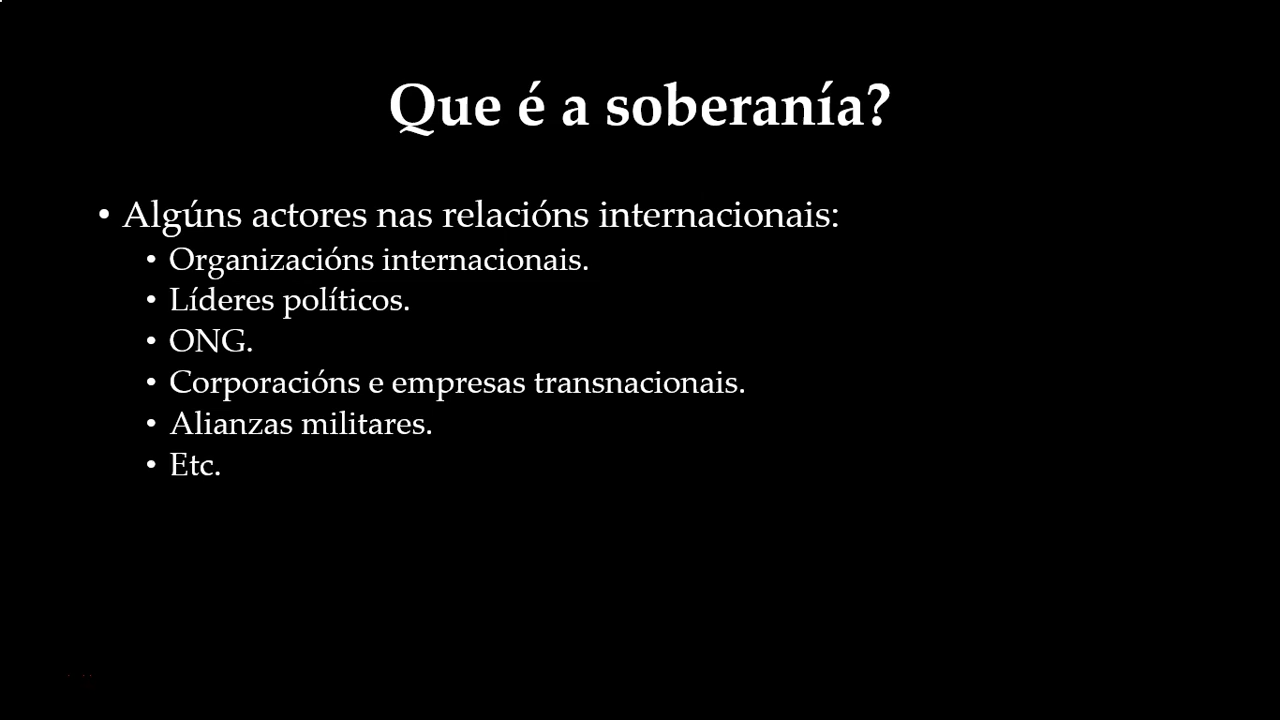 Que é a soberanía?
• Algúns actores nas relacións internacionais:
• Organizacións internacionais.
• Líderes políticos.
• ONG.
• Corporacións e empresas transnacionais.
• Alianzas militares.
• Etc.